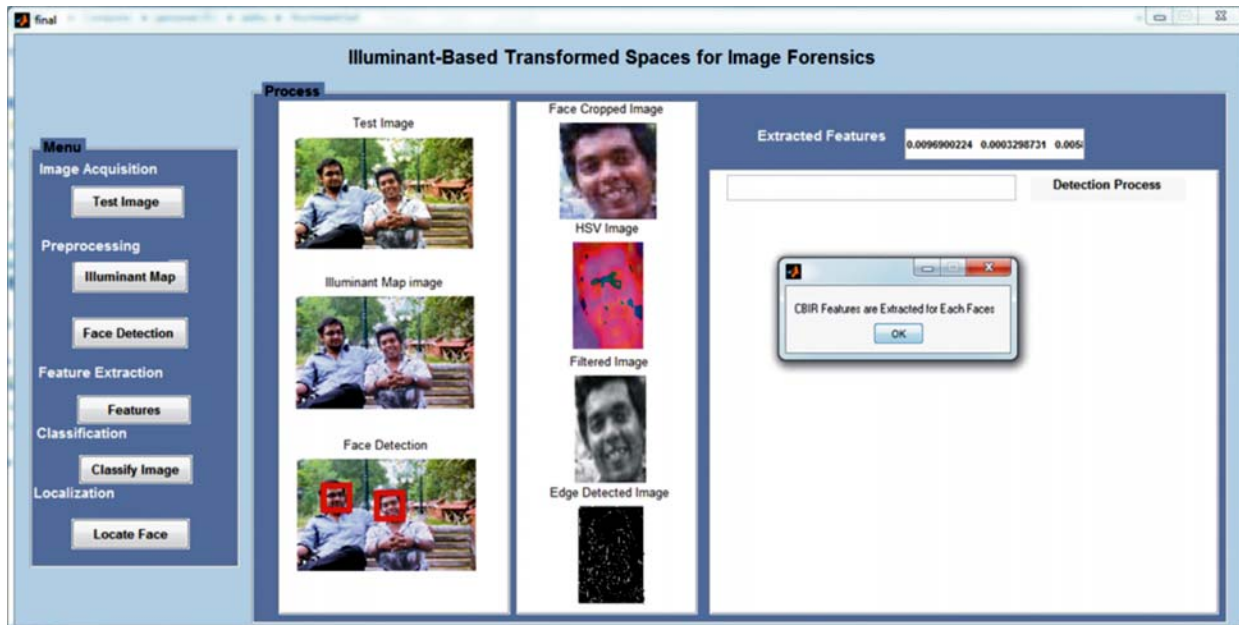 final
Illuminant-Based Transformed Spaces for Image Forensics
Menu
Image Acquisition
Test Image
Preprocessing
Illuminant Map
Face Detection
Feature Extraction
Features
Classification
Classify Image
Localization
Locate Face
Process
Test Image
Illuminant Map image
Face Detection
Face Cropped Image
HSV Image
Filtered Image
Edge Detected Image
Extracted Features
0.0096900224 0.0003298731
Detection Process
CBIR Features are Extracted for Each Faces
OK